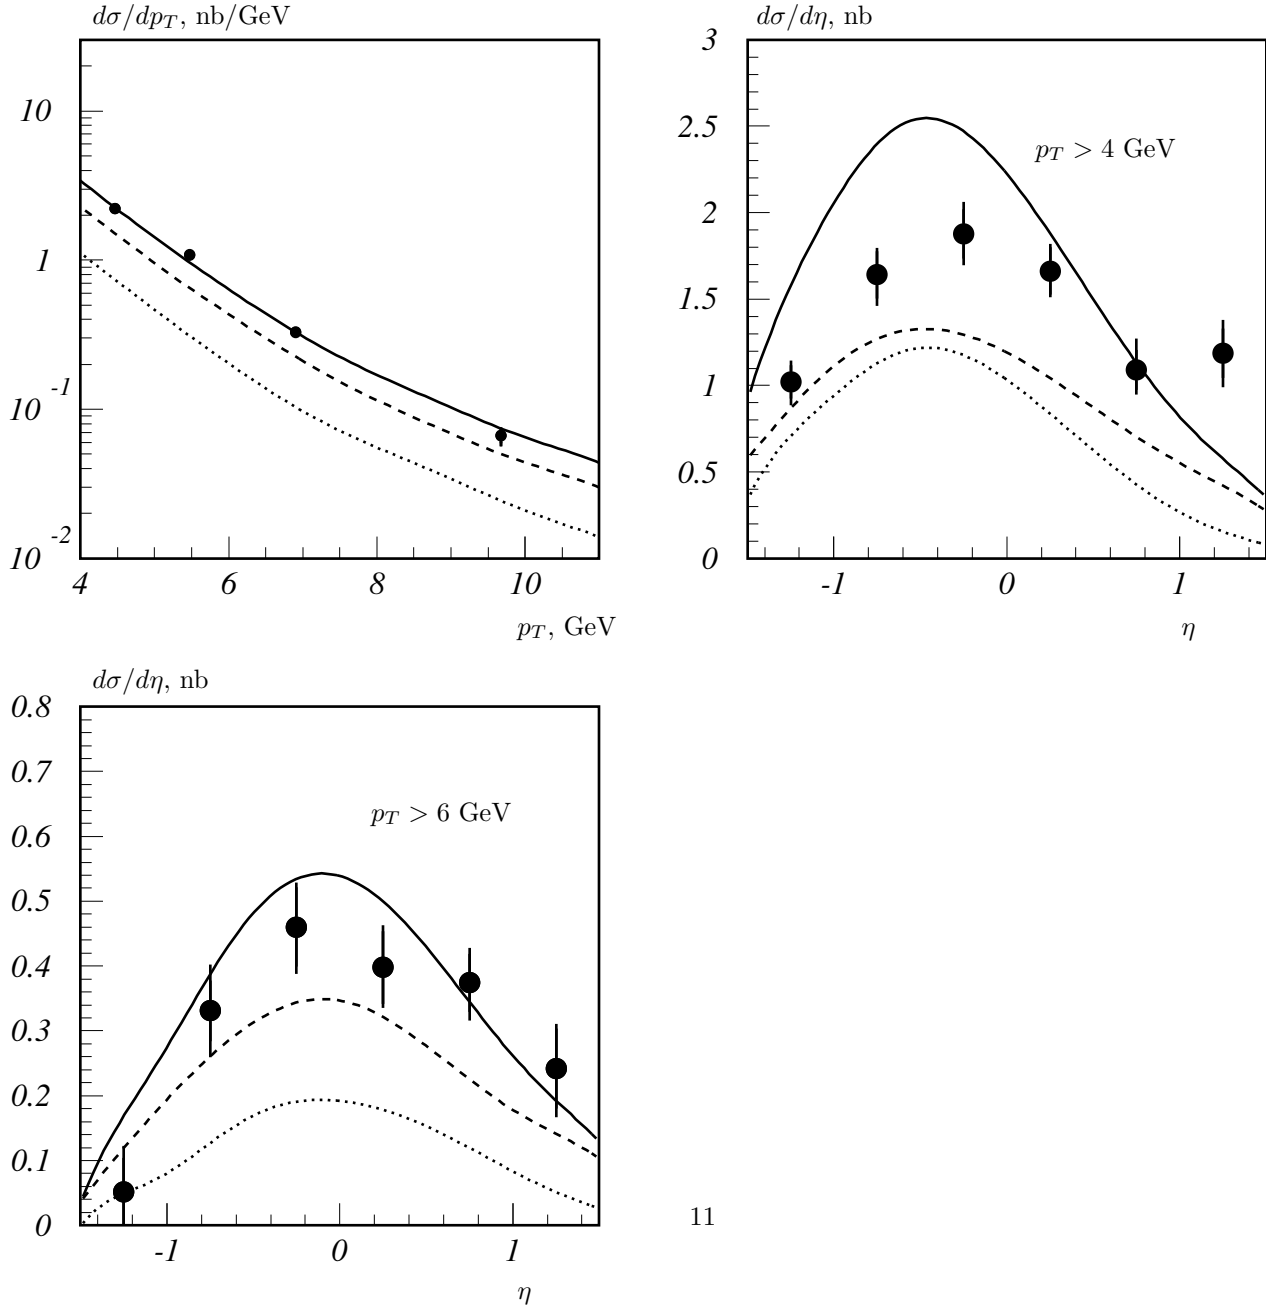 dσ/dp_T, nb/GeV
10
1
10^-1
10^-2
4 6 8 10
p_T, GeV
dσ/dη, nb
3
2.5
p_T > 4 GeV
2
1.5
1
0.5
0
-1 0 1
η
dσ/dη, nb
0.8
0.7
p_T > 6 GeV
0.6
0.5
0.4
0.3
0.2
0.1
0
-1 0 1
η
11